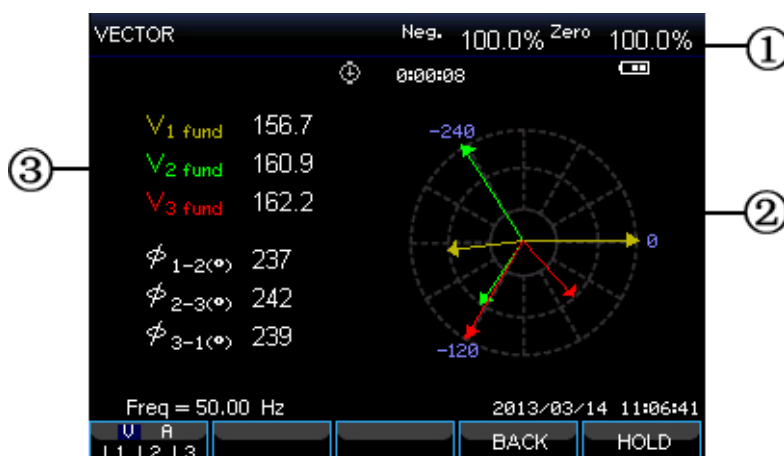 VECTOR Neg. 100.0% Zero 100.0%
①
0:00:08
V1 fund 156.7
V2 fund 160.9
V3 fund 162.2
③
ϕ1-2(°) 237
ϕ2-3(°) 242
ϕ3-1(°) 239
-240
0
-120
②
Freq = 50.00 Hz 2013/03/14 11:06:41
V A
L1 L2 L3 BACK HOLD